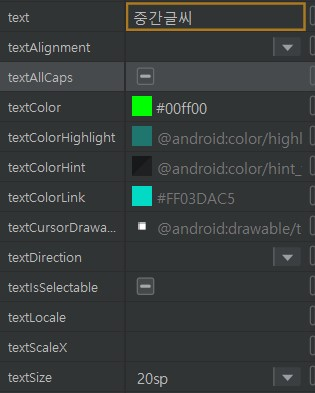 text 중간글씨
textAlignment
textAllCaps
textColor #00ff00
textColorHighlight @android:color/highl
textColorHint @android:color/hint_
textColorLink #FF03DAC5
textCursorDrawa... @android:drawable/t
textDirection
textIsSelectable
textLocale
textScaleX
textSize 20sp